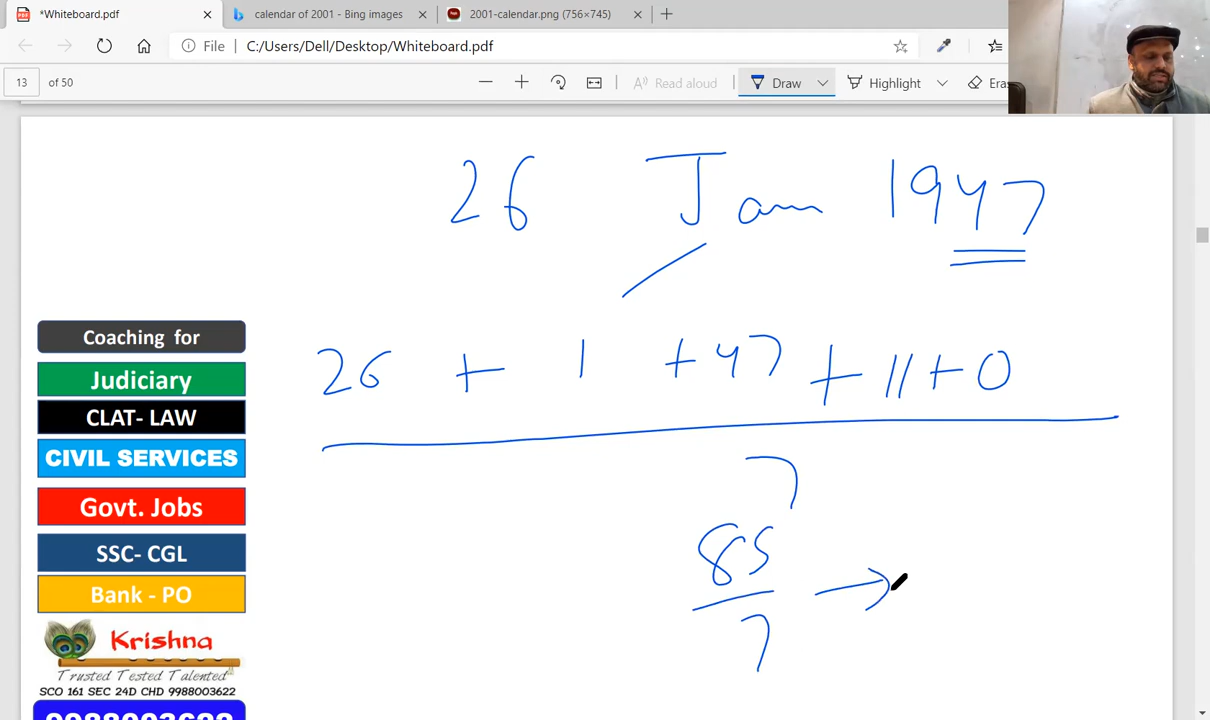 *Whiteboard.pdf
calendar of 2001 - Bing images
2001-calendar.png (756×745)
File C:/Users/Dell/Desktop/Whiteboard.pdf
13 of 50
Read aloud
Draw
Highlight
Eras
26 Jan 1947
26 + 1 + 47 + 11 + 0
7
85
7
Coaching for
Judiciary
CLAT- LAW
CIVIL SERVICES
Govt. Jobs
SSC- CGL
Bank - PO
Krishna
Trusted Tested Talented
SCO 161 SEC 24D CHD 9988003622
9988003622